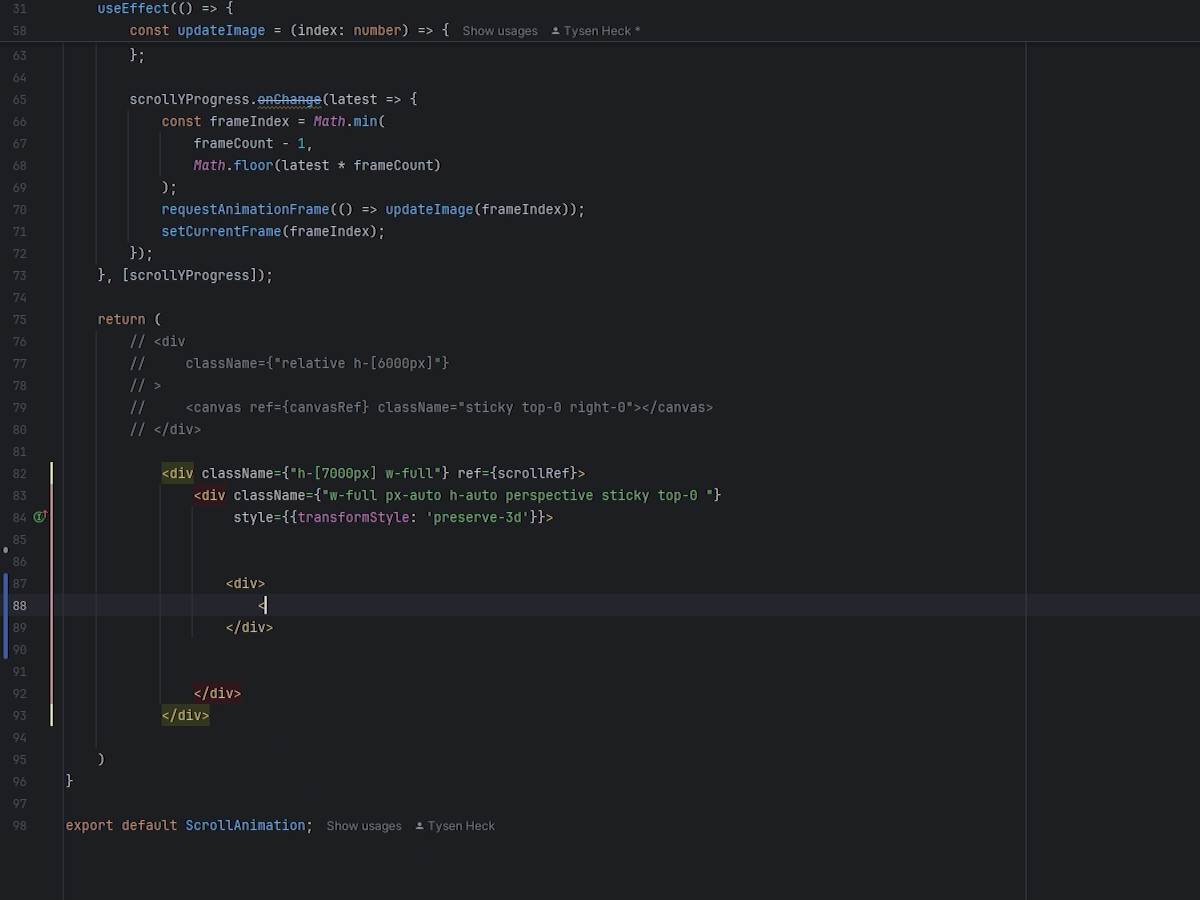 31 useEffect(() => {
58 const updateImage = (index: number) => { Show usages Tysen Heck *
63 };
64
65 scrollYProgress.onChange(latest => {
66 const frameIndex = Math.min(
67 frameCount - 1,
68 Math.floor(latest * frameCount)
69 );
70 requestAnimationFrame(() => updateImage(frameIndex));
71 setCurrentFrame(frameIndex);
72 });
73 }, [scrollYProgress]);
74
75 return (
76 // <div
77 // className={"relative h-[6000px]"}
78 // >
79 // <canvas ref={canvasRef} className="sticky top-0 right-0"></canvas>
80 // </div>
81
82 <div className={"h-[7000px] w-full"} ref={scrollRef}>
83 <div className={"w-full px-auto h-auto perspective sticky top-0 "}
84 style={{transformStyle: 'preserve-3d'}}>
85
86
87 <div>
88 <
89 </div>
90
91
92 </div>
93 </div>
94
95 )
96 }
97
98 export default ScrollAnimation; Show usages Tysen Heck